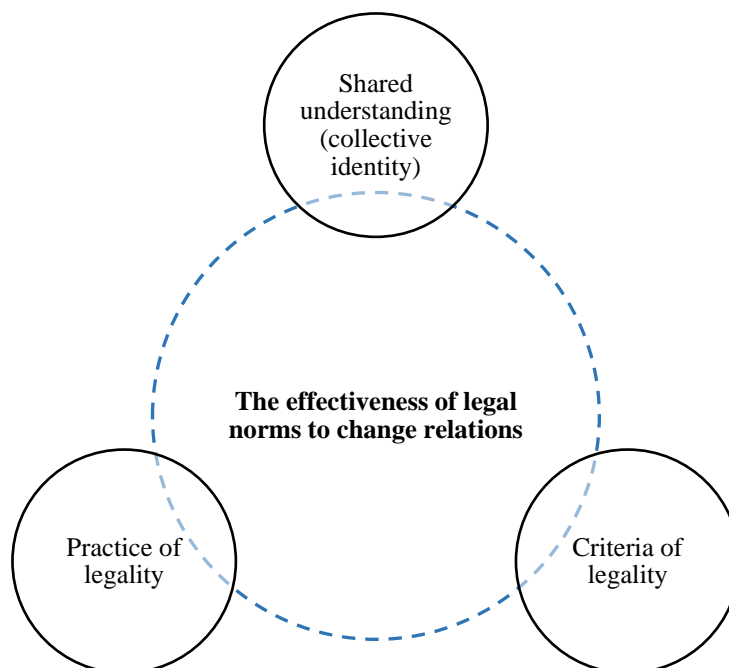 Shared
understanding
(collective
identity)
The effectiveness of legal
norms to change relations
Practice of
legality
Criteria of
legality